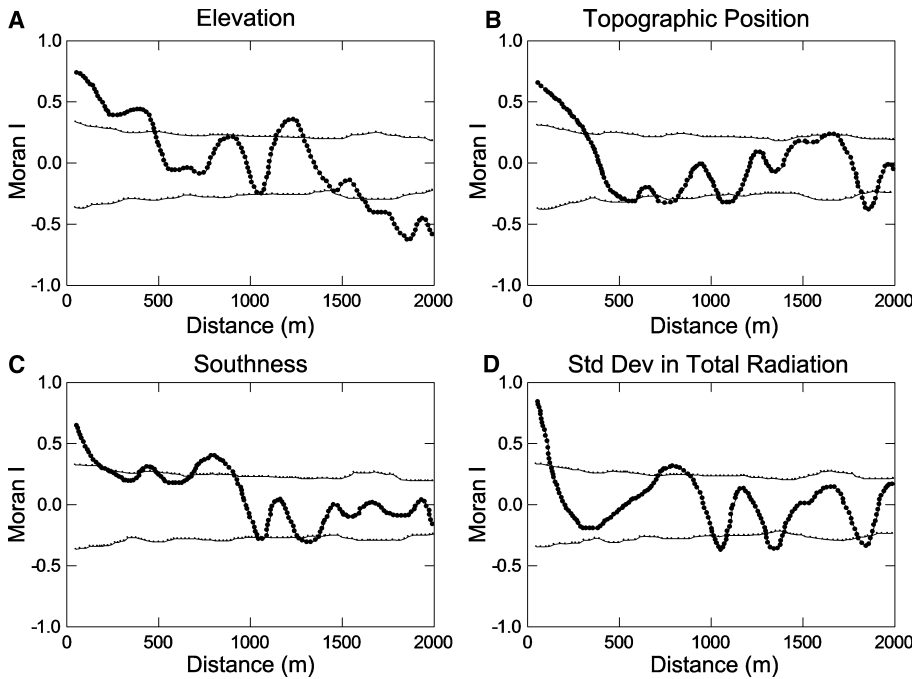 A Elevation
1.0
0.5
0.0
-0.5
-1.0
Moran I
0 500 1000 1500 2000
Distance (m)
B Topographic Position
1.0
0.5
0.0
-0.5
-1.0
Moran I
0 500 1000 1500 2000
Distance (m)
C Southness
1.0
0.5
0.0
-0.5
-1.0
Moran I
0 500 1000 1500 2000
Distance (m)
D Std Dev in Total Radiation
1.0
0.5
0.0
-0.5
-1.0
Moran I
0 500 1000 1500 2000
Distance (m)